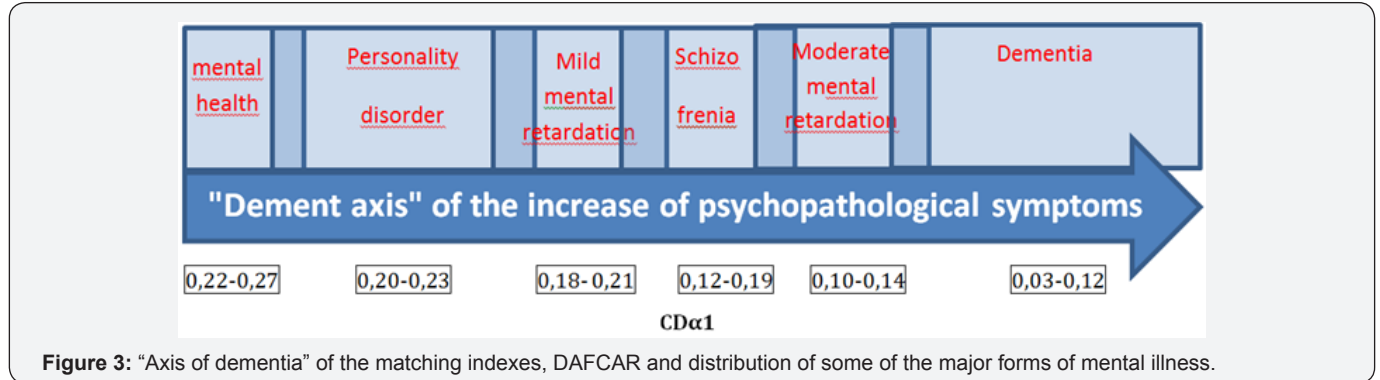 mental
health
Personality
disorder
Mild
mental
retardation
Schizo
frenia
Moderate
mental
retardation
Dementia
"Dement axis" of the increase of psychopathological symptoms
0,22-0,27
0,20-0,23
0,18-0,21
0,12-0,19
0,10-0,14
0,03-0,12
CDα1
Figure 3: “Axis of dementia” of the matching indexes, DAFCAR and distribution of some of the major forms of mental illness.